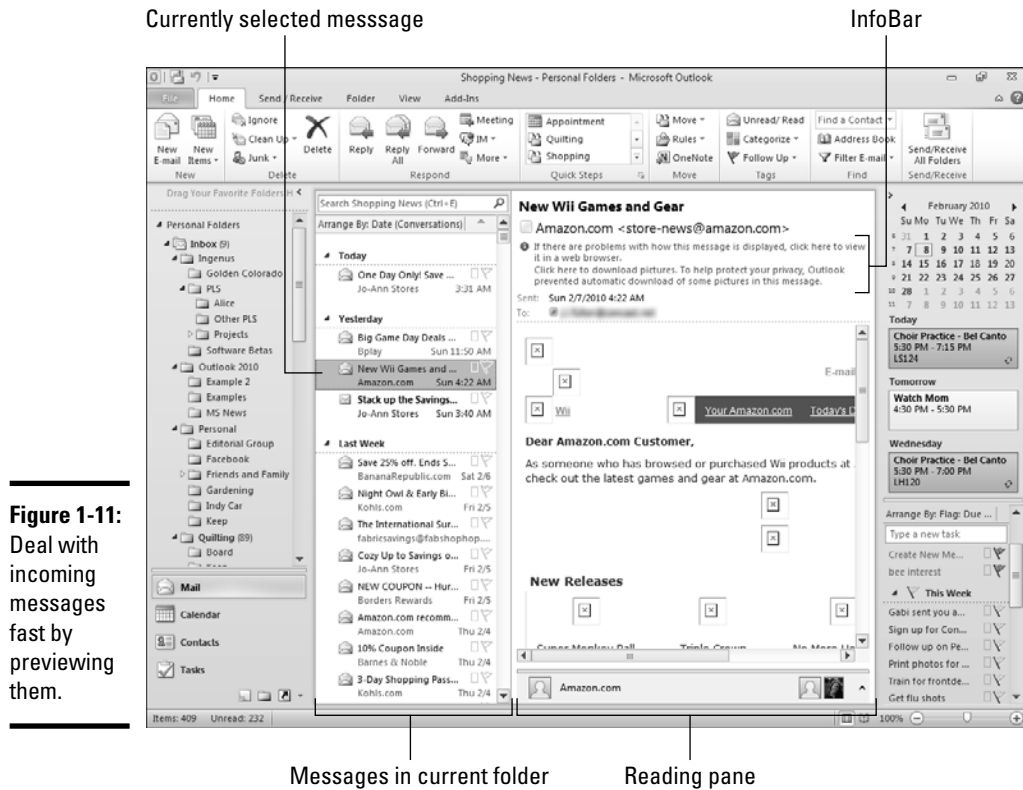 Currently selected messsage
InfoBar
Shopping News - Personal Folders - Microsoft Outlook
File Home Send / Receive Folder View Add-Ins
New E-mail
New Items
New
Ignore
Clean Up
Junk
Delete
Delete
Reply
Reply All
Forward
Meeting
IM
More
Respond
Appointment
Quilting
Shopping
Quick Steps
Move
Rules
OneNote
Move
Unread/ Read
Categorize
Follow Up
Tags
Find a Contact
Address Book
Filter E-mail
Find
Send/Receive All Folders
Send/Receive
Drag Your Favorite Folders H
Personal Folders
Inbox (9)
Ingenus
Golden Colorado
PLS
Alice
Other PLS
Projects
Software Betas
Outlook 2010
Example 2
Examples
MS News
Personal
Editorial Group
Facebook
Friends and Family
Gardening
Indy Car
Keep
Quilting (89)
Board
Mail
Calendar
Contacts
Tasks
Search Shopping News (Ctrl+E)
Arrange By: Date (Conversations)
Today
One Day Only! Save ...
Jo-Ann Stores 3:31 AM
Yesterday
Big Game Day Deals ...
Bplay Sun 11:50 AM
New Wii Games and ...
Amazon.com Sun 4:22 AM
Stack up the Savings...
Jo-Ann Stores Sun 3:40 AM
Last Week
Save 25% off. Ends S...
BananaRepublic.com Sat 2/6
Night Owl & Early Bi...
Kohls.com Fri 2/5
The International Sur...
fabricsavings@fabshophop....
Cozy Up to Savings o...
Jo-Ann Stores Fri 2/5
NEW COUPON -- Hur...
Borders Rewards Fri 2/5
Amazon.com recomm...
Amazon.com Thu 2/4
10% Coupon Inside
Barnes & Noble Thu 2/4
3-Day Shopping Pass...
Kohls.com Thu 2/4
New Wii Games and Gear
Amazon.com <store-news@amazon.com>
If there are problems with how this message is displayed, click here to view
it in a web browser.
Click here to download pictures. To help protect your privacy, Outlook
prevented automatic download of some pictures in this message.
Sent: Sun 2/7/2010 4:22 AM
To:
E-mail
Wii
Your Amazon.com Today's D
Dear Amazon.com Customer,
As someone who has browsed or purchased Wii products at
check out the latest games and gear at Amazon.com.
New Releases
Amazon.com
February 2010
Su Mo Tu We Th Fr Sa
6 31 1 2 3 4 5 6
7 7 8 9 10 11 12 13
8 14 15 16 17 18 19 20
9 21 22 23 24 25 26 27
10 28 1 2 3 4 5 6
11 7 8 9 10 11 12 13
Today
Choir Practice - Bel Canto
5:30 PM - 7:15 PM
LS124
Tomorrow
Watch Mom
4:30 PM - 5:30 PM
Wednesday
Choir Practice - Bel Canto
5:30 PM - 7:00 PM
LH120
Arrange By: Flag: Due ...
Type a new task
Create New Me...
bee interest
This Week
Gabi sent you a...
Sign up for Con...
Follow up on Pe...
Print photos for ...
Train for frontde...
Get flu shots
Items: 409 Unread: 232
100%
Messages in current folder
Reading pane
Figure 1-11:
Deal with
incoming
messages
fast by
previewing
them.